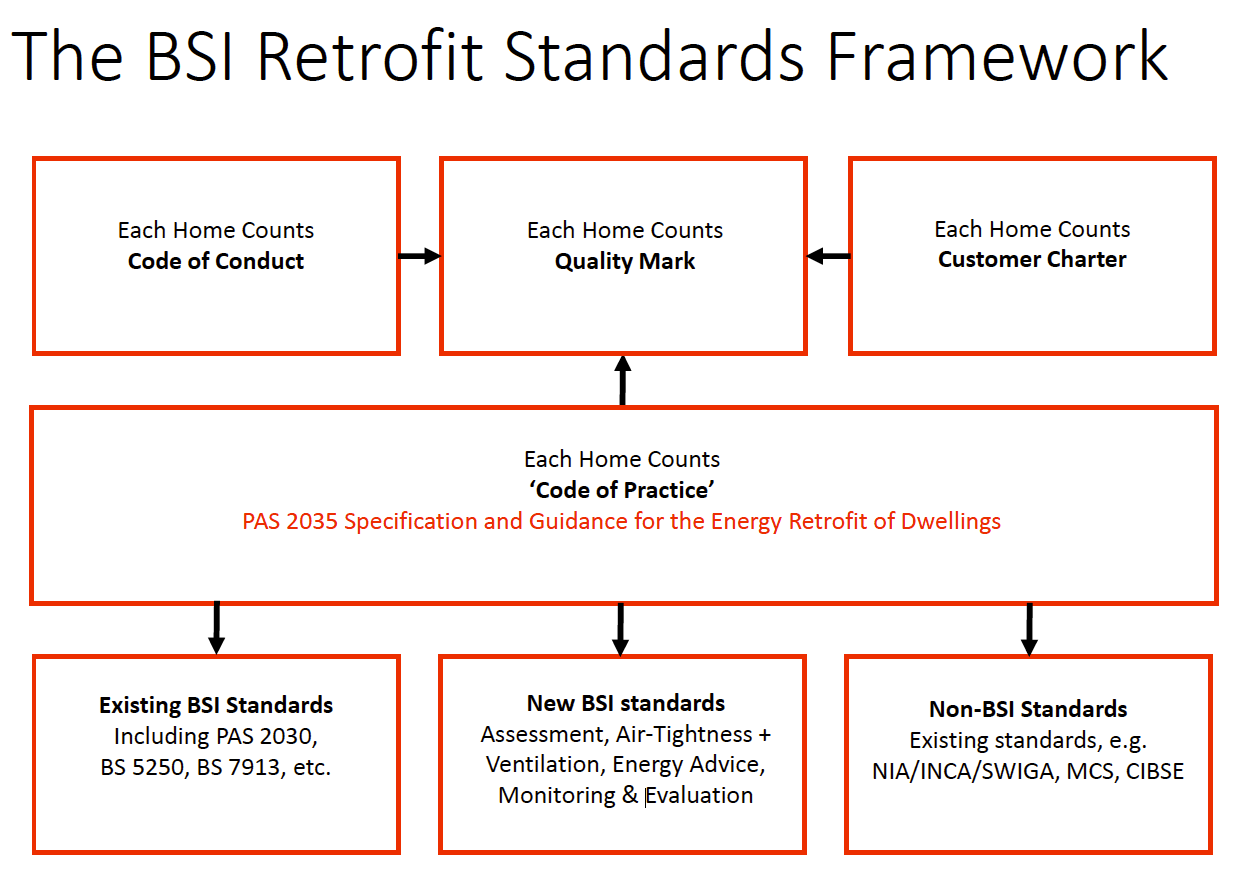 The BSI Retrofit Standards Framework
Each Home Counts
Code of Conduct
Each Home Counts
Quality Mark
Each Home Counts
Customer Charter
Each Home Counts
‘Code of Practice’
PAS 2035 Specification and Guidance for the Energy Retrofit of Dwellings
Existing BSI Standards
Including PAS 2030,
BS 5250, BS 7913, etc.
New BSI standards
Assessment, Air-Tightness +
Ventilation, Energy Advice,
Monitoring & Evaluation
Non-BSI Standards
Existing standards, e.g.
NIA/INCA/SWIGA, MCS, CIBSE